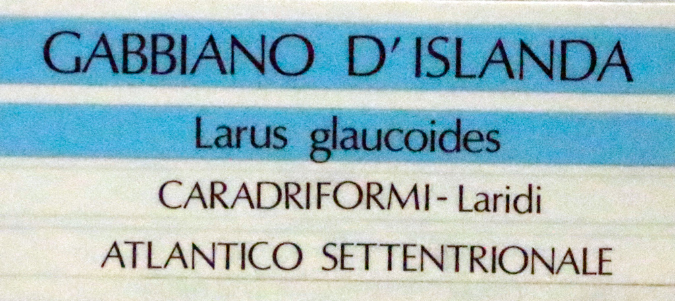 GABBIANO D'ISLANDA
Larus glaucoides
CARADRIFORMI - Laridi
ATLANTICO SETTENTRIONALE